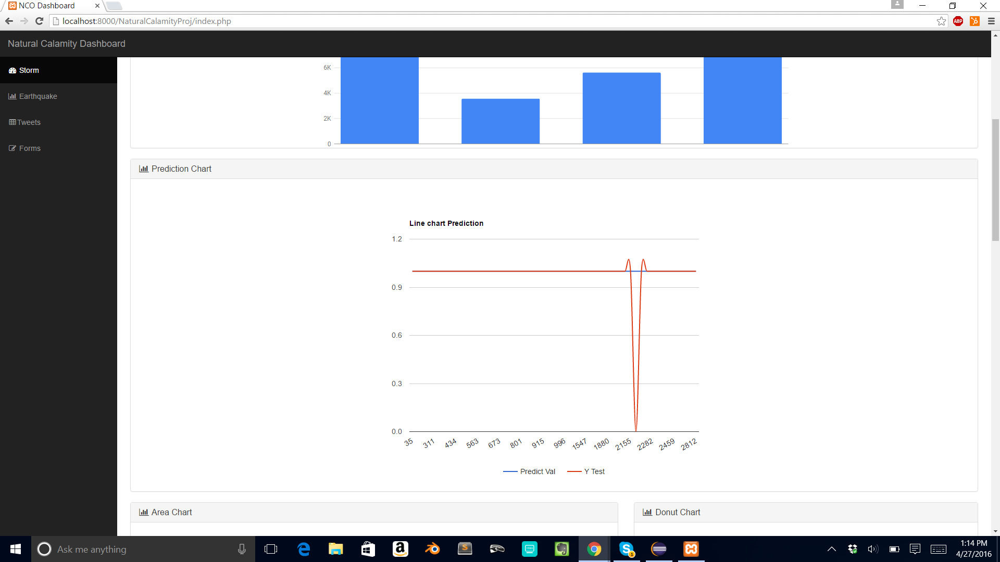 NCO Dashboard
localhost:8000/NaturalCalamityProj/index.php
ABP
Natural Calamity Dashboard
Storm
Earthquake
Tweets
Forms
6K
4K
2K
0
Prediction Chart
Line chart Prediction
1.2
0.9
0.6
0.3
0.0
35 311 434 563 673 801 915 996 1547 1880 2155 2282 2459 2812
Predict Val Y Test
Area Chart
Donut Chart
Ask me anything
1:14 PM
4/27/2016